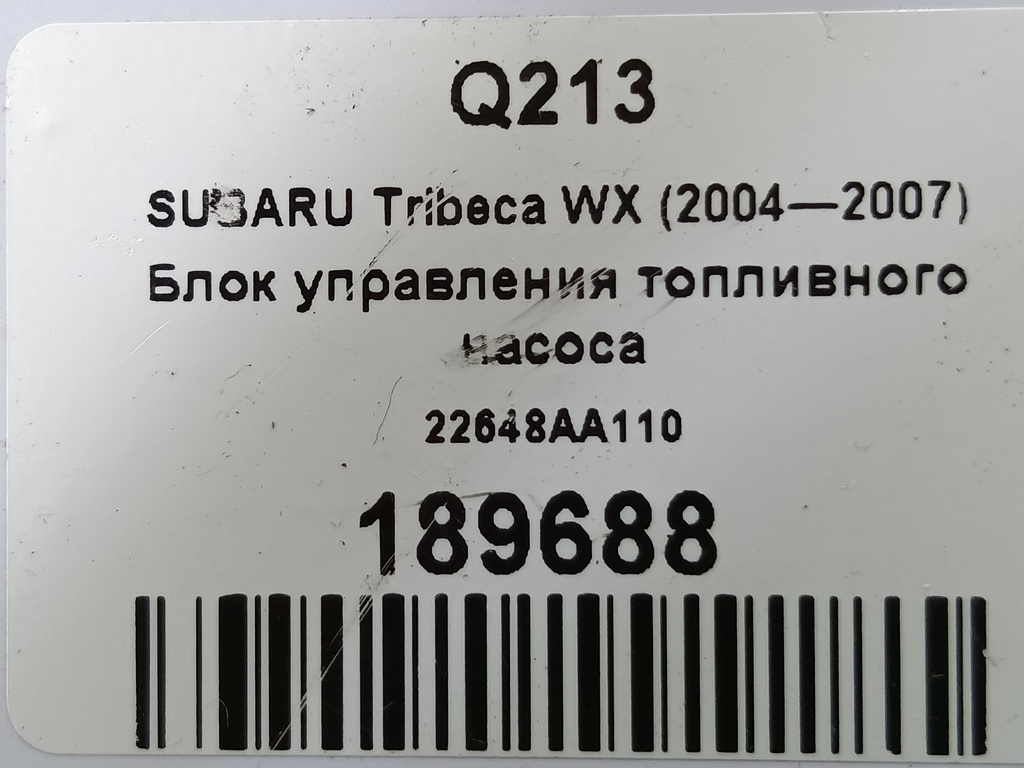 Q213
SUBARU Tribeca WX (2004—2007)
Блок управления топливного
насоса
22648AA110
189688